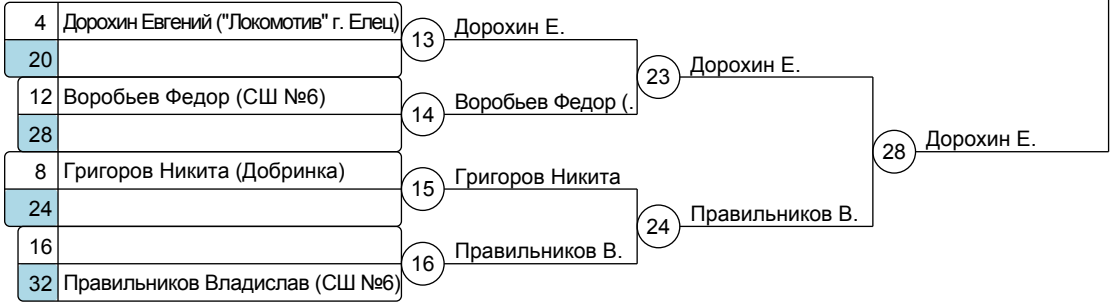 4 Дорохин Евгений ("Локомотив" г. Елец)
20
13 Дорохин Е.
12 Воробьев Федор (СШ №6)
28
14 Воробьев Федор (.
23 Дорохин Е.
8 Григоров Никита (Добринка)
24
15 Григоров Никита
16
32 Правильников Владислав (СШ №6)
16 Правильников В.
24 Правильников В.
28 Дорохин Е.